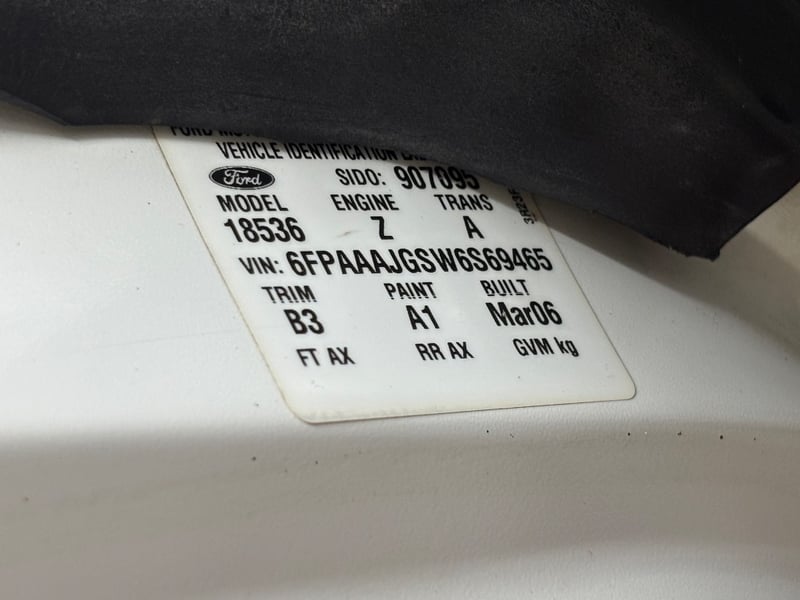 FORD
VEHICLE IDENTIFICATION
Ford
SIDO: 907095
MODEL ENGINE TRANS
18536 Z A
VIN: 6FPAAAJGSW6S69465
TRIM PAINT BUILT
B3 A1 Mar06
FT AX RR AX GVM kg